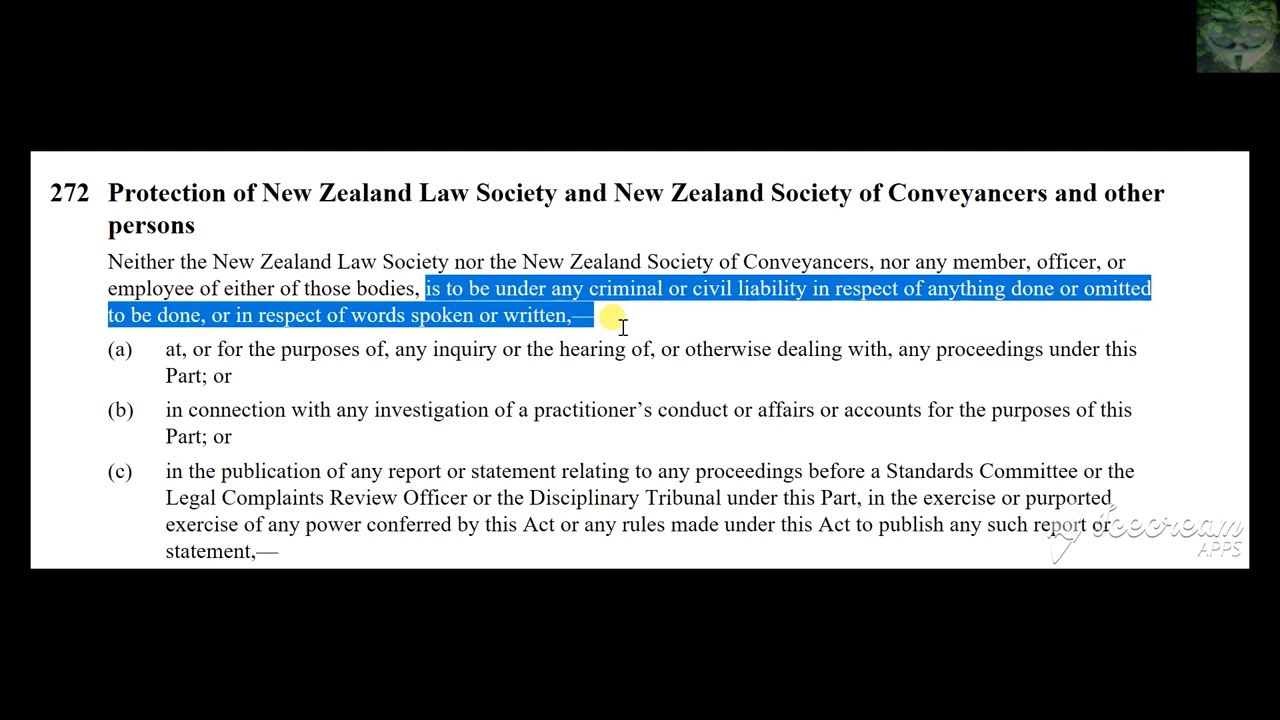 272 Protection of New Zealand Law Society and New Zealand Society of Conveyancers and other
persons
Neither the New Zealand Law Society nor the New Zealand Society of Conveyancers, nor any member, officer, or
employee of either of those bodies, is to be under any criminal or civil liability in respect of anything done or omitted
to be done, or in respect of words spoken or written,—
(a) at, or for the purposes of, any inquiry or the hearing of, or otherwise dealing with, any proceedings under this
Part; or
(b) in connection with any investigation of a practitioner’s conduct or affairs or accounts for the purposes of this
Part; or
(c) in the publication of any report or statement relating to any proceedings before a Standards Committee or the
Legal Complaints Review Officer or the Disciplinary Tribunal under this Part, in the exercise or purported
exercise of any power conferred by this Act or any rules made under this Act to publish any such report or
statement,—
Icecream
APPS